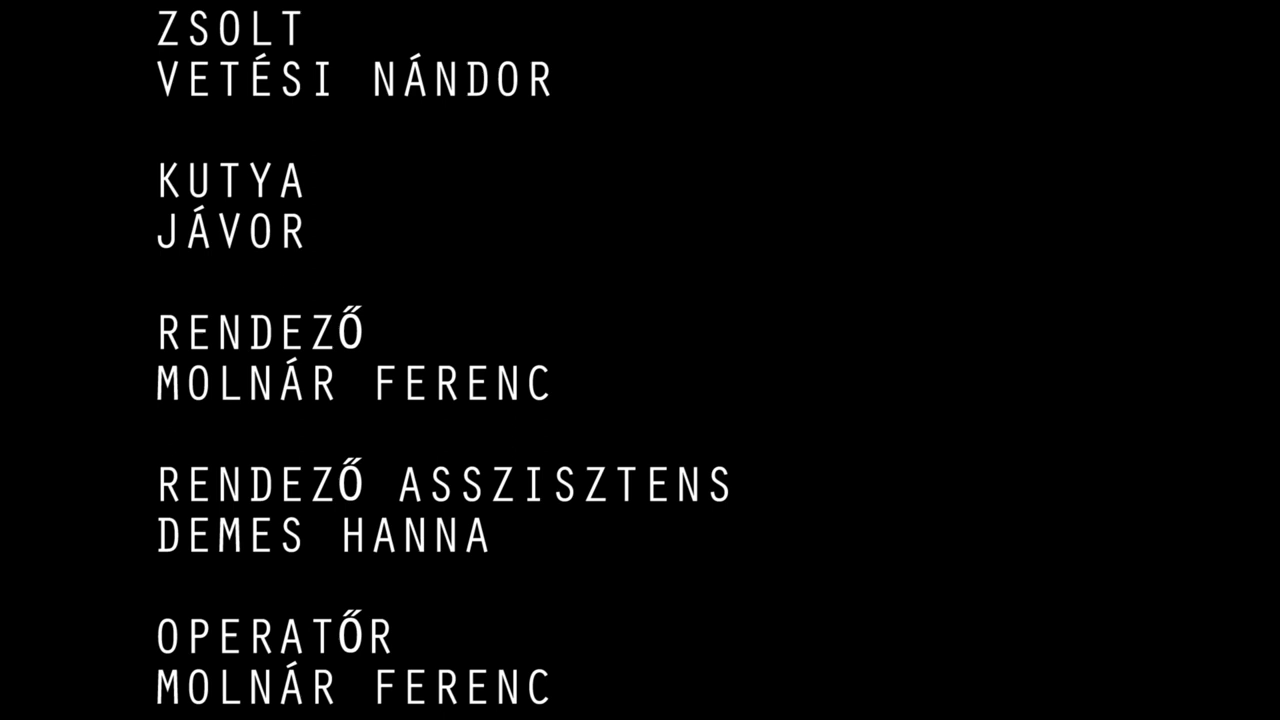 ZSOLT
VETÉSI NÁNDOR
KUTYA
JÁVOR
RENDEZŐ
MOLNÁR FERENC
RENDEZŐ ASSZISZTENS
DEMES HANNA
OPERATŐR
MOLNÁR FERENC